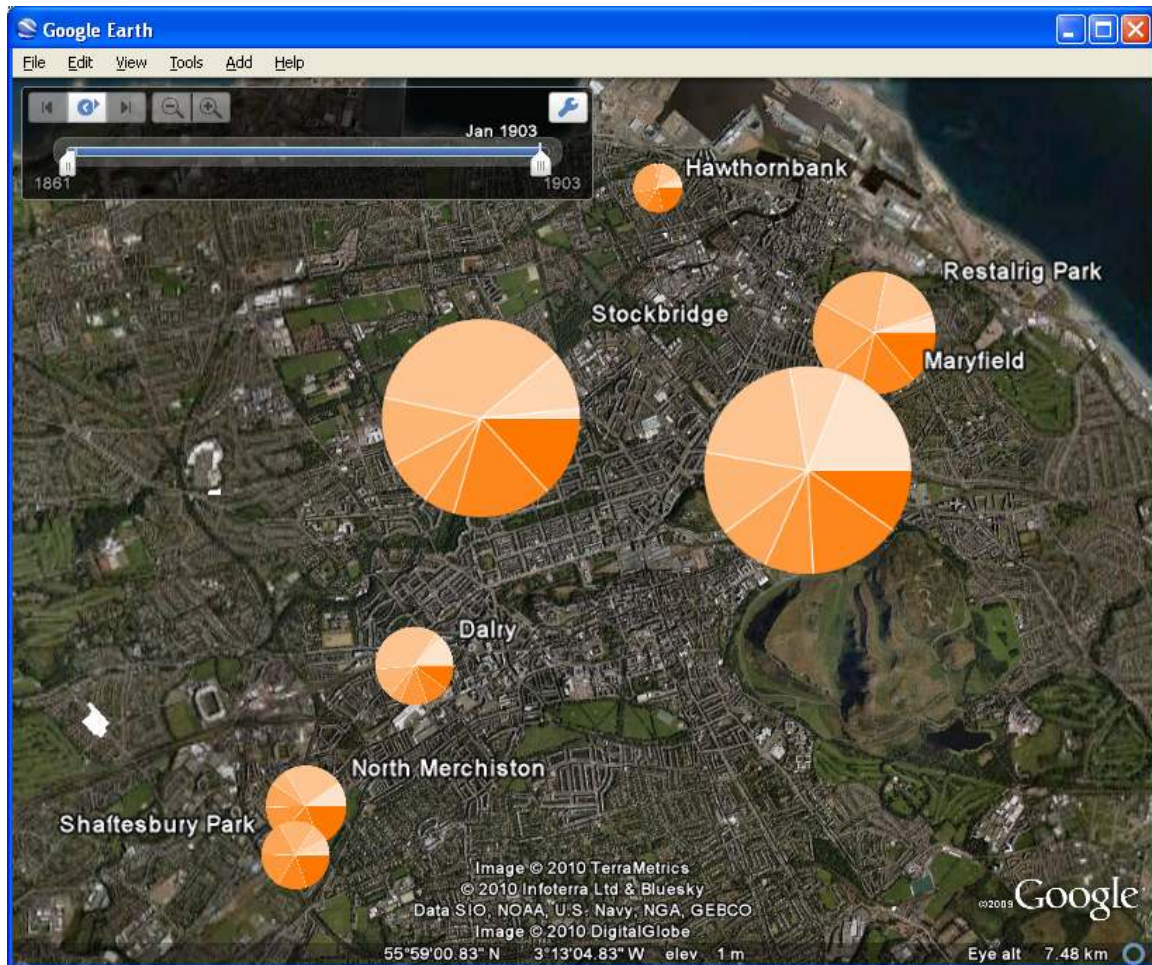 Google Earth
File Edit View Tools Add Help
Jan 1903
1861 1903
Hawthornbank
Restalrig Park
Stockbridge
Maryfield
Dalry
North Merchiston
Shaftesbury Park
Image © 2010 TerraMetrics
© 2010 Infoterra Ltd & Bluesky
Data SIO, NOAA, U.S. Navy, NGA, GEBCO
Image © 2010 DigitalGlobe
©2009 Google
55°59'00.83" N 3°13'04.83" W elev 1 m Eye alt 7.48 km